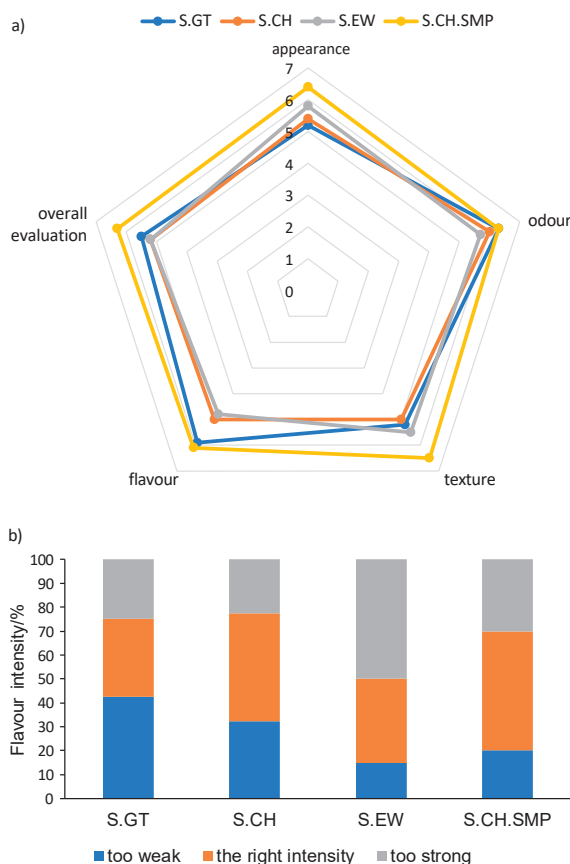 a)
S.GT S.CH S.EW S.CH.SMP
appearance
7
6
5
4
3
2
1
0
odour
overall
evaluation
flavour
texture
b)
Flavour intensity/%
100
90
80
70
60
50
40
30
20
10
0
S.GT S.CH S.EW S.CH.SMP
too weak the right intensity too strong